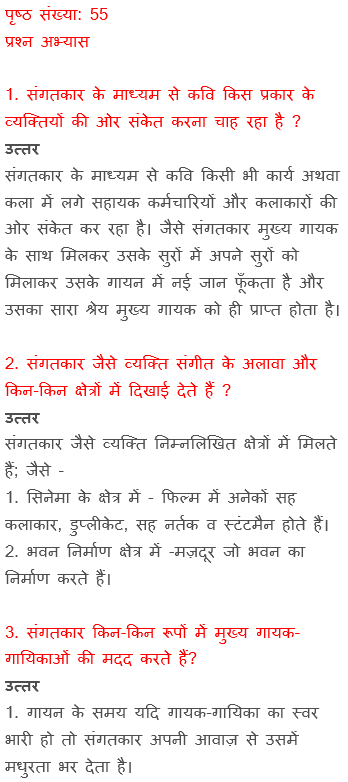 पृष्ठ संख्या: 55
प्रश्न अभ्यास
1. संगतकार के माध्यम से कवि किस प्रकार के
व्यक्तियों की ओर संकेत करना चाह रहा है ?
उत्तर
संगतकार के माध्यम से कवि किसी भी कार्य अथवा
कला में लगे सहायक कर्मचारियों और कलाकारों की
ओर संकेत कर रहा है। जैसे संगतकार मुख्य गायक
के साथ मिलकर उसके सुरों में अपने सुरों को
मिलाकर उसके गायन में नई जान फूँकता है और
उसका सारा श्रेय मुख्य गायक को ही प्राप्त होता है।
2. संगतकार जैसे व्यक्ति संगीत के अलावा और
किन-किन क्षेत्रों में दिखाई देते हैं ?
उत्तर
संगतकार जैसे व्यक्ति निम्नलिखित क्षेत्रों में मिलते
हैं; जैसे -
1. सिनेमा के क्षेत्र में - फिल्म में अनेकों सह
कलाकार, डुप्लीकेट, सह नर्तक व स्टंटमैन होते हैं।
2. भवन निर्माण क्षेत्र में -मज़दूर जो भवन का
निर्माण करते हैं।
3. संगतकार किन-किन रूपों में मुख्य गायक-
गायिकाओं की मदद करते हैं?
उत्तर
1. गायन के समय यदि गायक-गायिका का स्वर
भारी हो तो संगतकार अपनी आवाज़ से उसमें
मधुरता भर देता है।